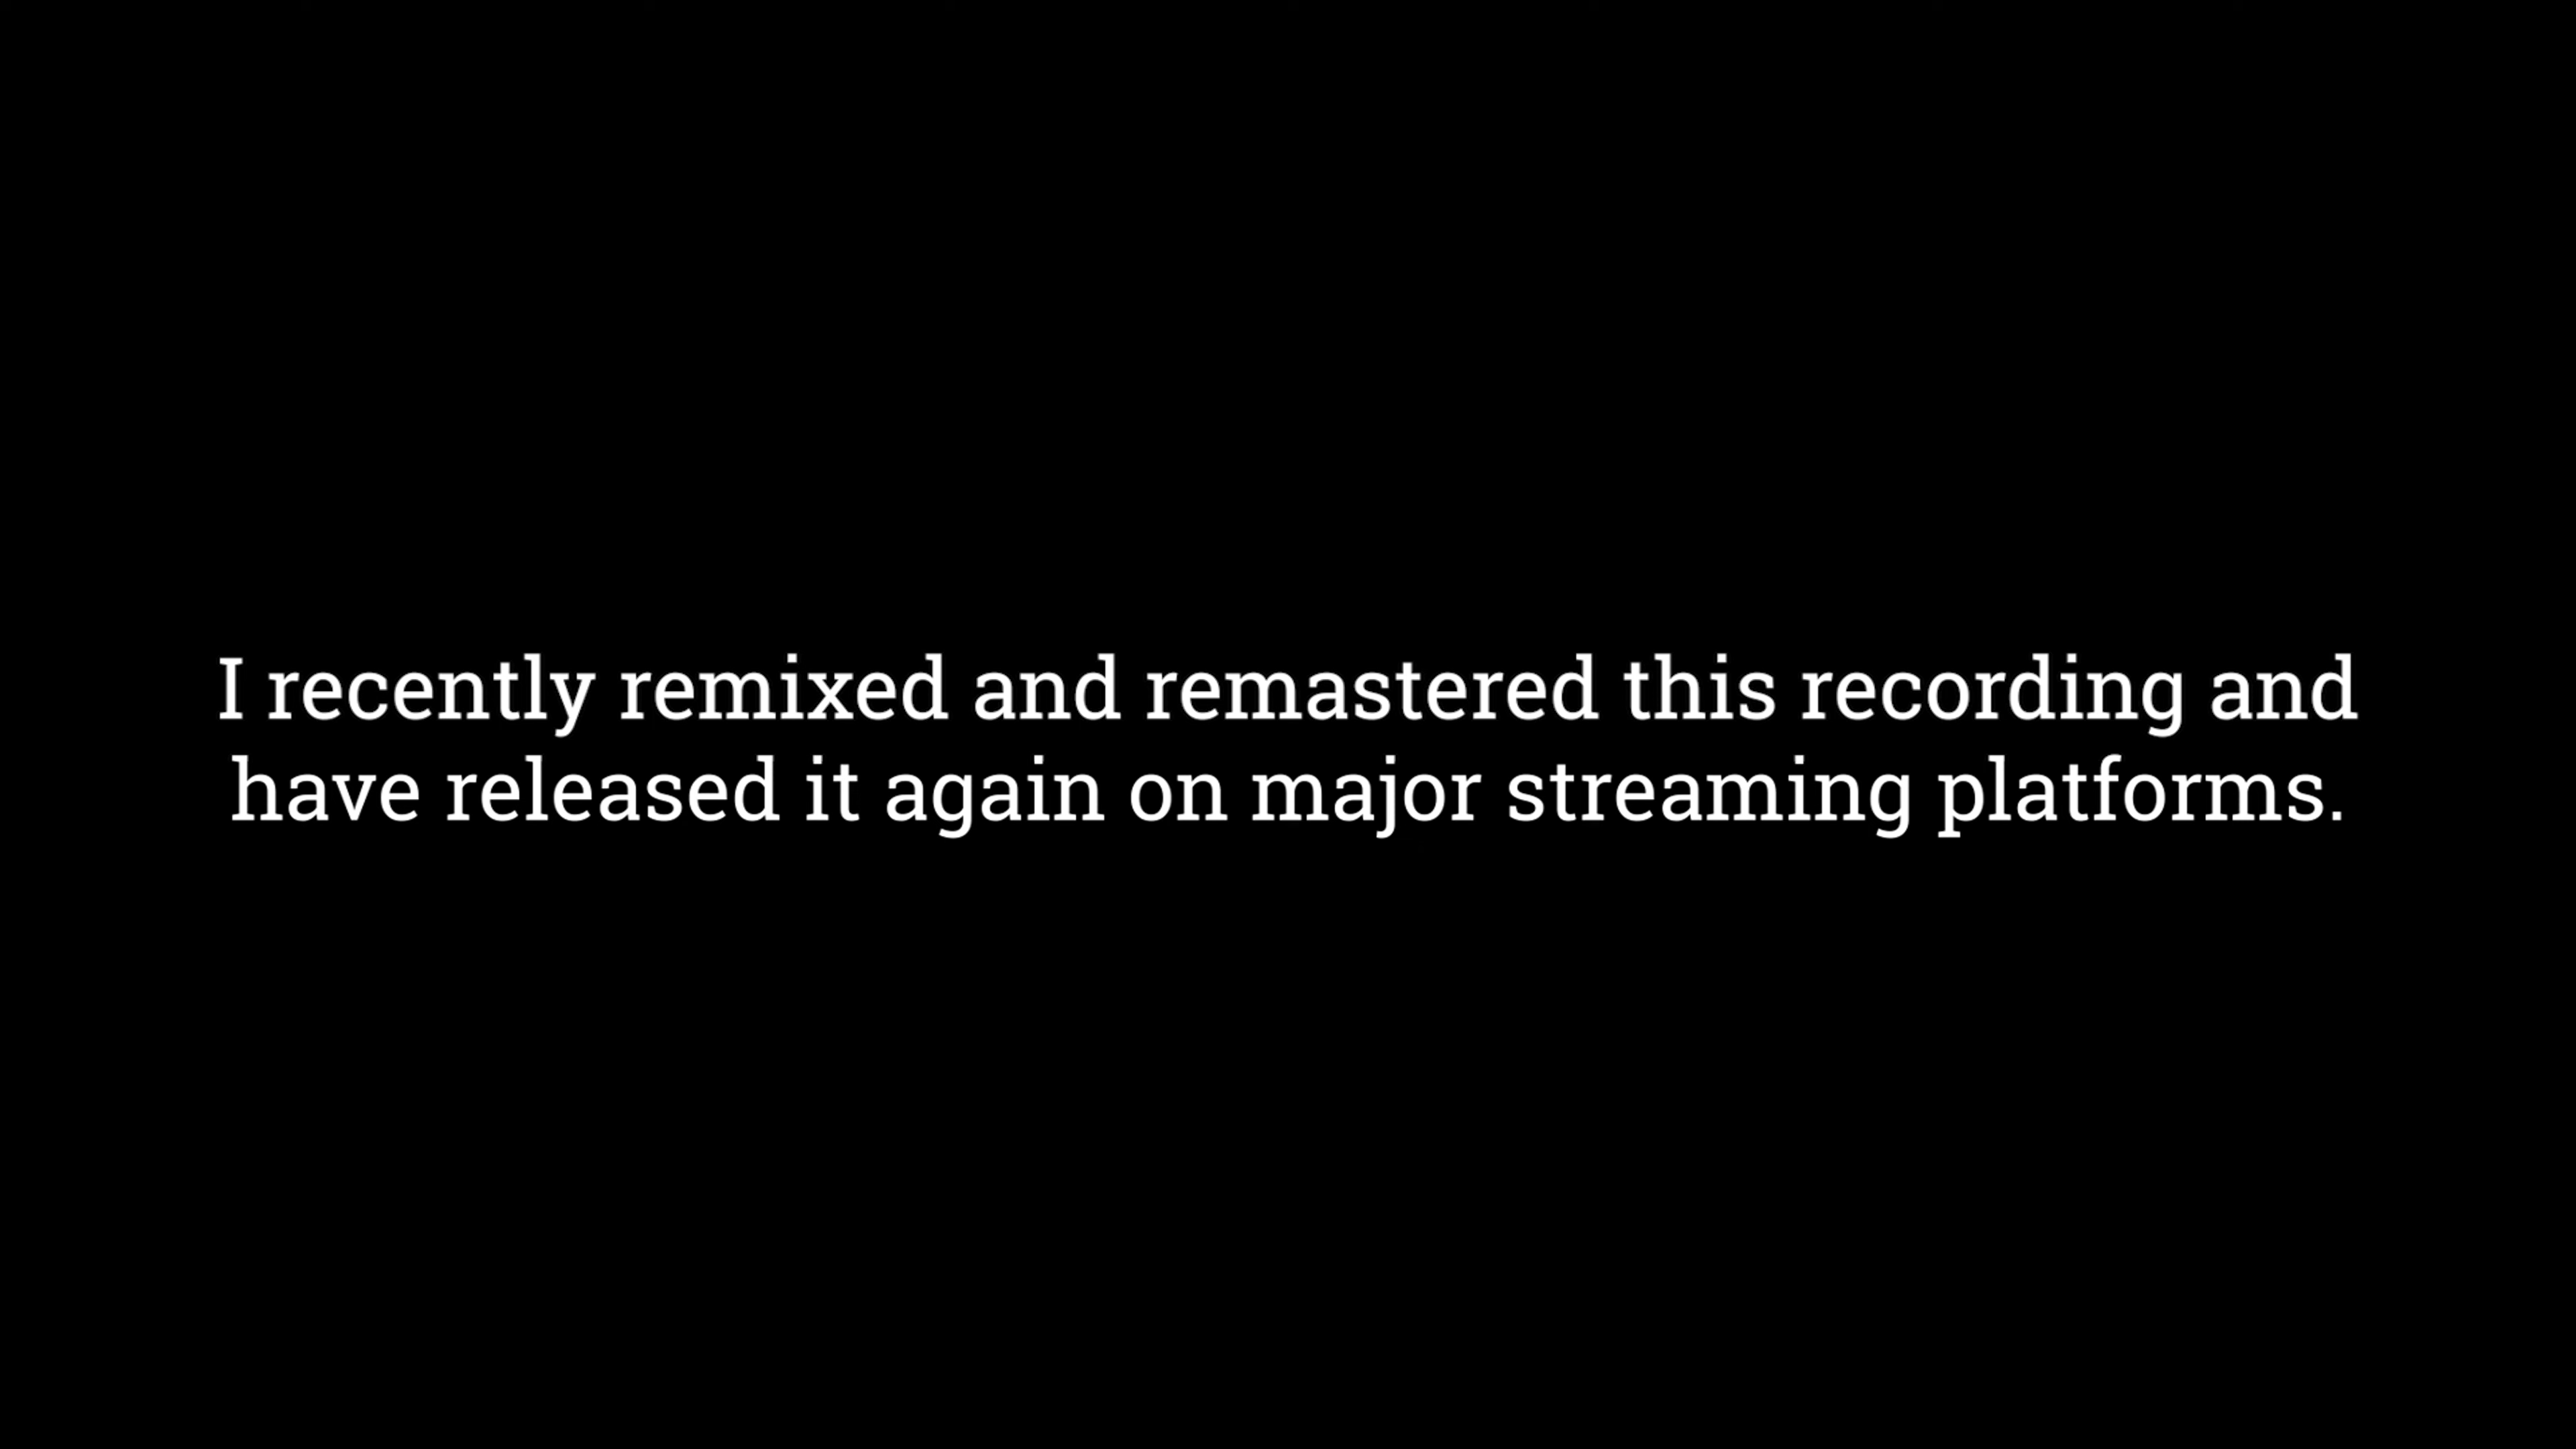 I recently remixed and remastered this recording and
have released it again on major streaming platforms.